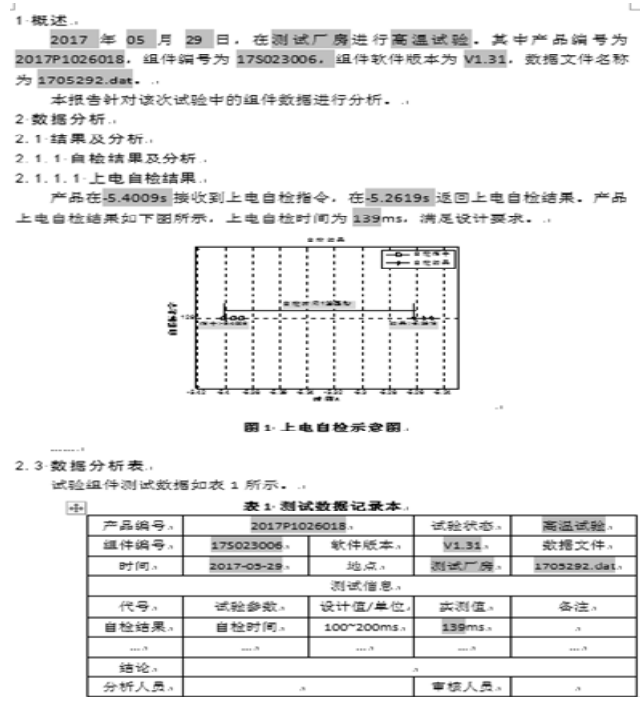 1 概述
2017 年 05 月 29 日，在测试厂房进行高温试验。其中产品编号为
2017P1026018，组件编号为 17S023006，组件软件版本为 V1.31，数据文件名称
为 1705292.dat。
本报告针对该次试验中的组件数据进行分析。
2 数据分析
2.1 结果及分析
2.1.1 自检结果及分析
2.1.1.1 上电自检结果
产品在-5.4009s 接收到上电自检指令，在-5.2619s 返回上电自检结果。产品
上电自检结果如下图所示，上电自检时间为 139ms，满足设计要求。
图 1 上电自检示意图
……
2.3 数据分析表
试验组件测试数据如表 1 所示。
表 1 测试数据记录本
产品编号 2017P1026018 试验状态 高温试验
组件编号 17S023006 软件版本 V1.31 数据文件
时间 2017-05-29 地点 测试厂房 1705292.dat
测试信息
代号 试验参数 设计值/单位 实测值 备注
自检结果 自检时间 100~200ms 139ms
… … … … …
结论
分析人员 审核人员